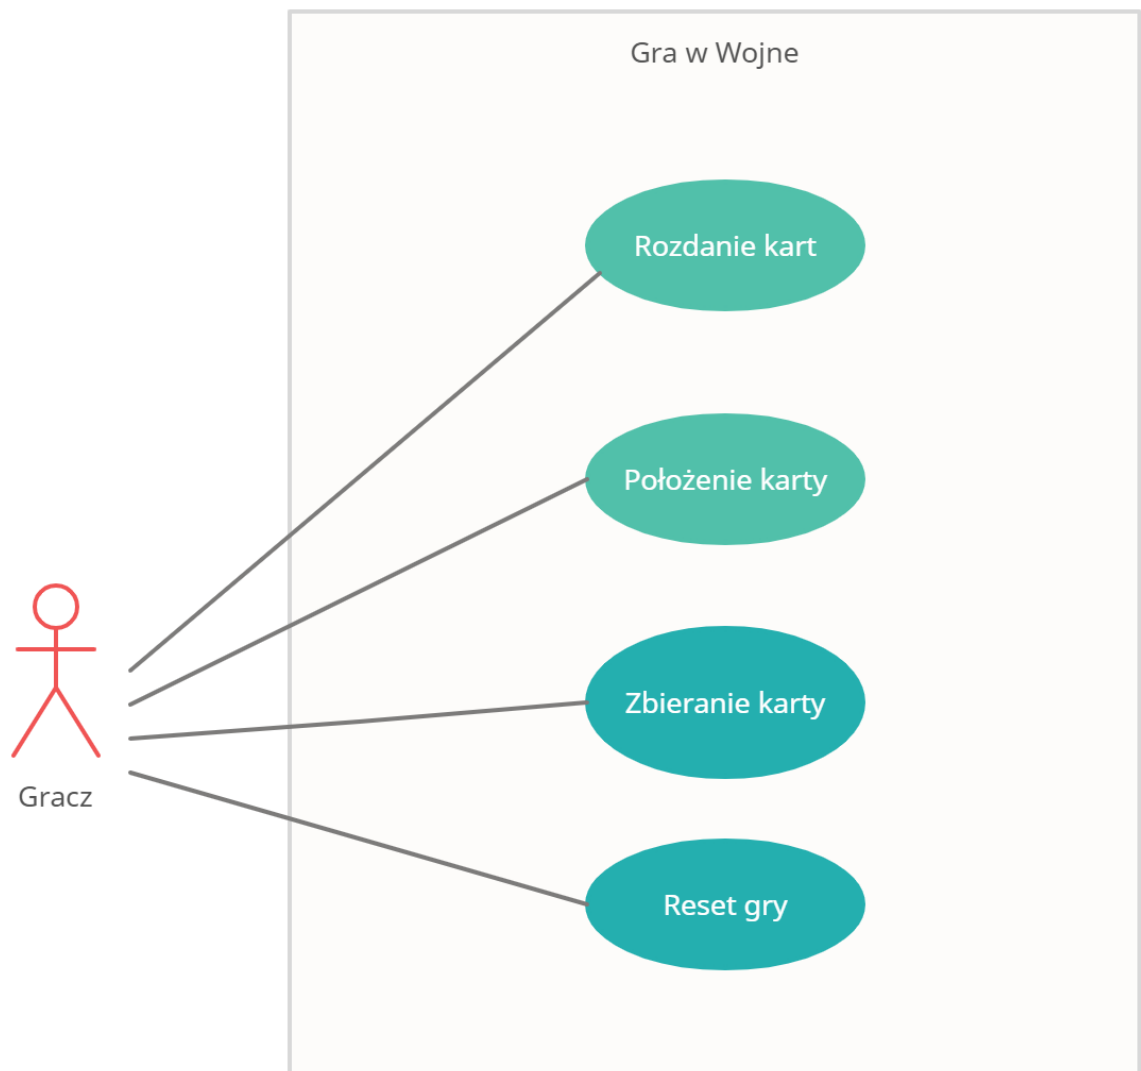 Gra w Wojne
Rozdanie kart
Położenie karty
Zbieranie karty
Gracz
Reset gry